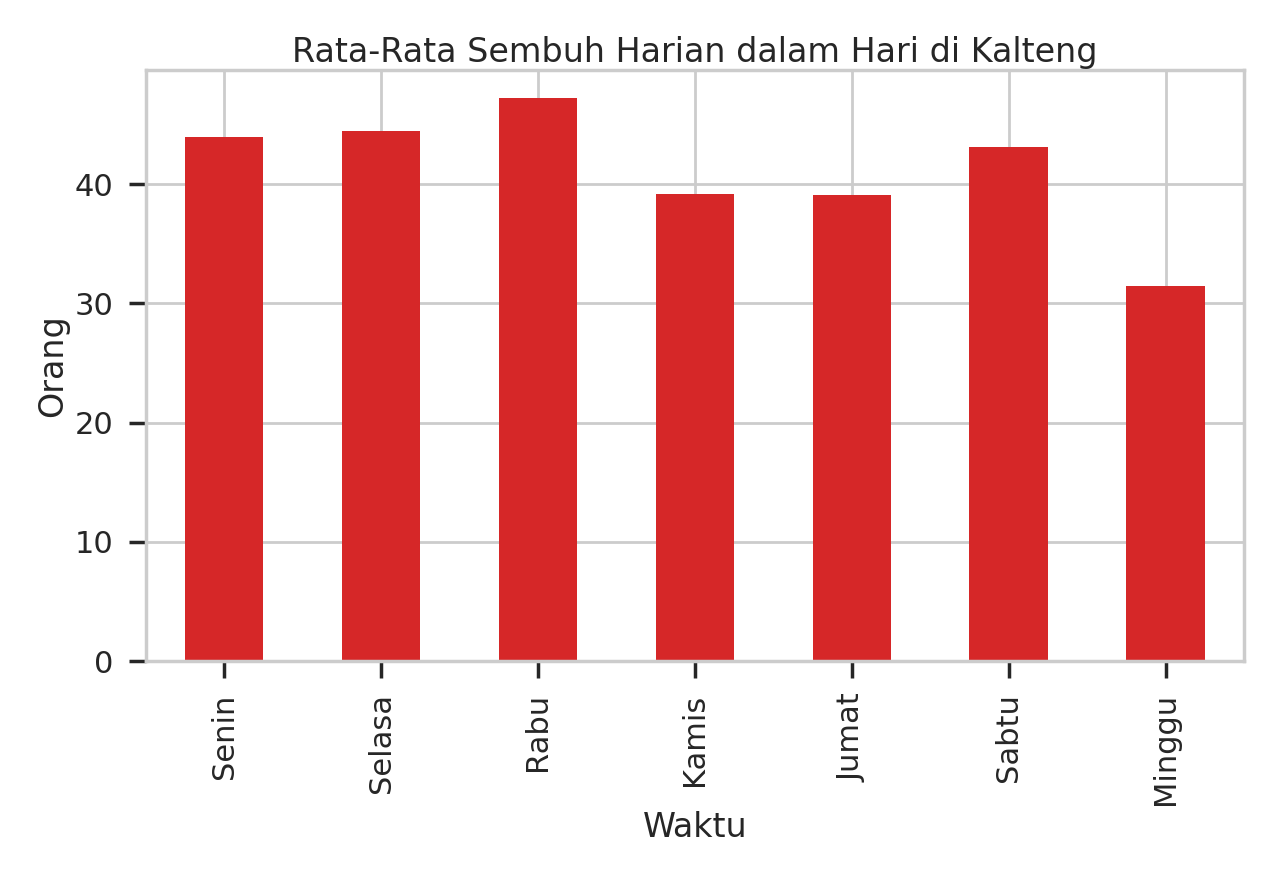 Rata-Rata Sembuh Harian dalam Hari di Kalteng
Orang
40
30
20
10
0
Senin
Selasa
Rabu
Kamis
Jumat
Sabtu
Minggu
Waktu